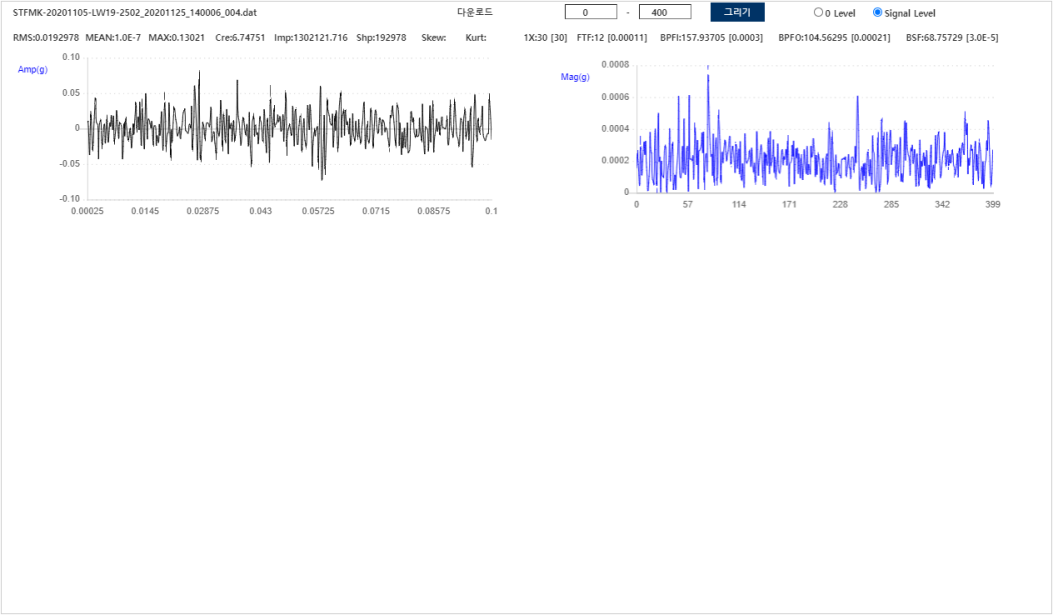 STFMK-20201105-LW19-2502_20201125_140006_004.dat 다운로드 0 - 400 그리기 0 Level Signal Level
RMS:0.0192978 MEAN:1.0E-7 MAX:0.13021 Cre:6.74751 Imp:1302121.716 Shp:192978 Skew: Kurt: 1X:30 [30] FTF:12 [0.00011] BPFI:157.93705 [0.0003] BPFO:104.56295 [0.00021] BSF:68.75729 [3.0E-5]
Amp(g)
0.10
0.05
0
-0.05
-0.10
0.00025 0.0145 0.02875 0.043 0.05725 0.0715 0.08575 0.1
Mag(g)
0.0008
0.0006
0.0004
0.0002
0
0 57 114 171 228 285 342 399